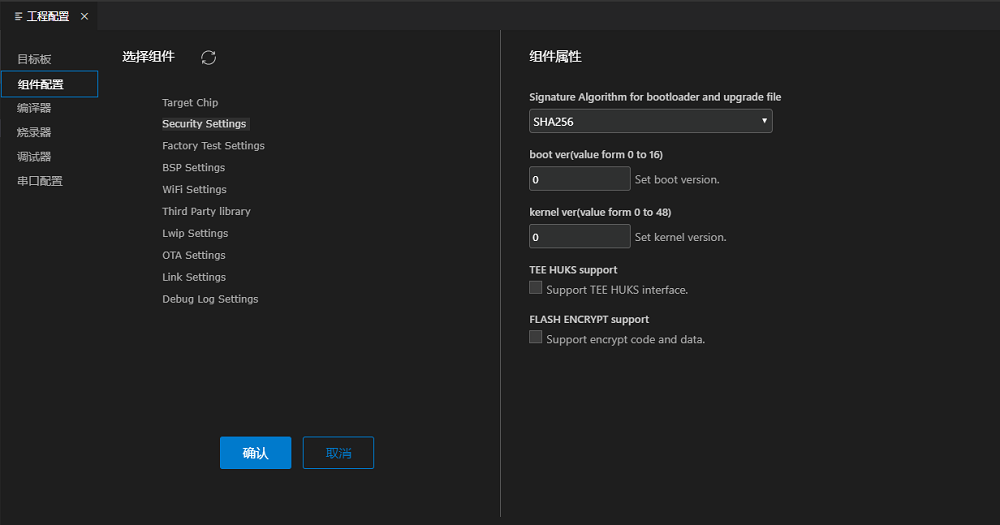 工程配置
目标板
组件配置
编译器
烧录器
调试器
串口配置
选择组件
Target Chip
Security Settings
Factory Test Settings
BSP Settings
WiFi Settings
Third Party library
Lwip Settings
OTA Settings
Link Settings
Debug Log Settings
确认
取消
组件属性
Signature Algorithm for bootloader and upgrade file
SHA256
boot ver(value form 0 to 16)
0 Set boot version.
kernel ver(value form 0 to 48)
0 Set kernel version.
TEE HUKS support
Support TEE HUKS interface.
FLASH ENCRYPT support
Support encrypt code and data.